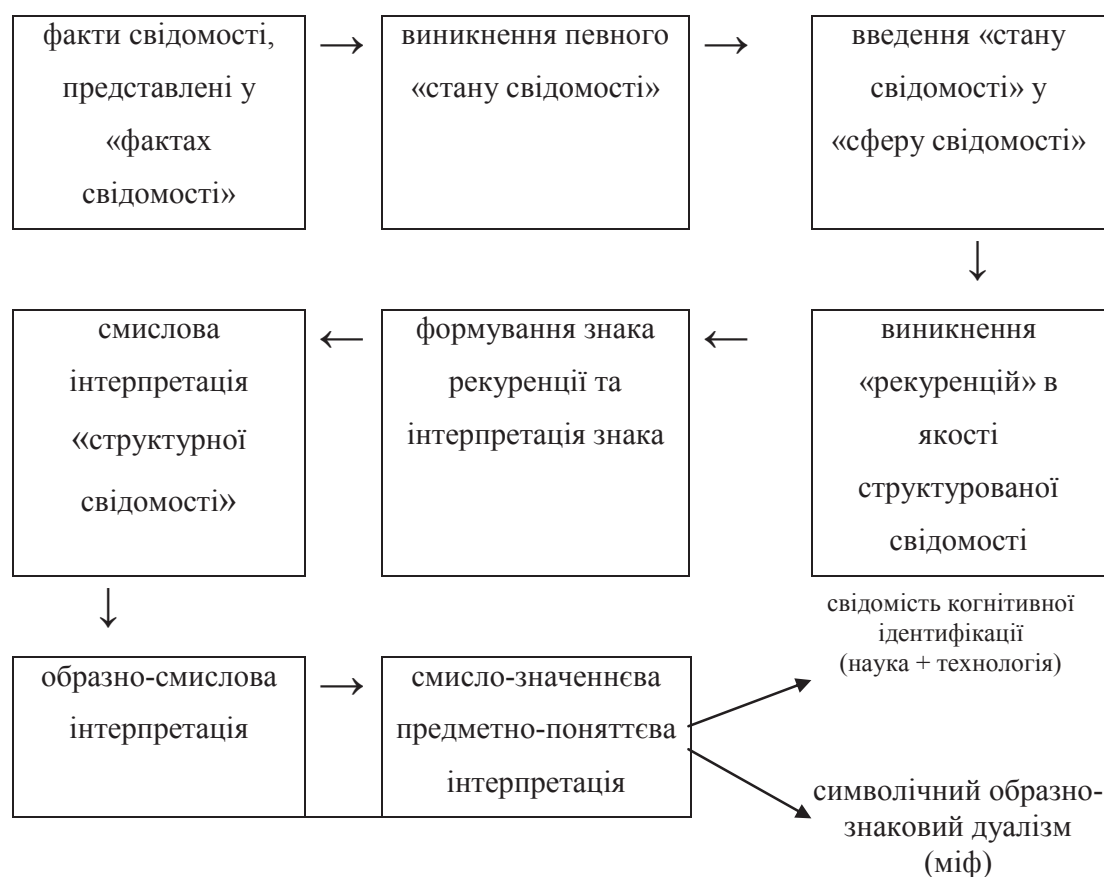 факти свідомості,
представлені у
«фактах
свідомості»
→
виникнення певного
«стану свідомості»
→
введення «стану
свідомості» у
«сферу свідомості»
↓
виникнення
«рекуренцій» в
якості
структурованої
свідомості
←
формування знака
рекуренції та
інтерпретація знака
←
смислова
інтерпретація
«структурної
свідомості»
↓
образно-смислова
інтерпретація
→
смисло-значеннєва
предметно-поняттєва
інтерпретація
свідомість когнітивної
ідентифікації
(наука + технологія)
символічний образно-
знаковий дуалізм
(міф)